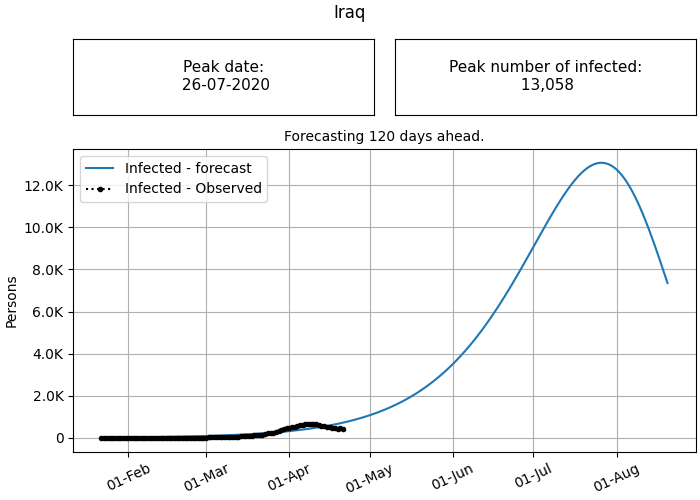 Iraq
Peak date:
26-07-2020
Peak number of infected:
13,058
Forecasting 120 days ahead.
Infected - forecast
Infected - Observed
12.0K
10.0K
8.0K
6.0K
4.0K
2.0K
0
Persons
01-Feb
01-Mar
01-Apr
01-May
01-Jun
01-Jul
01-Aug